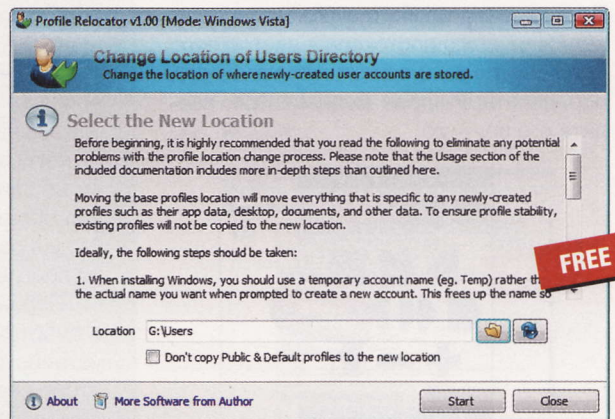 Profile Relocator v1.00 [Mode: Windows Vista]
Change Location of Users Directory
Change the location of where newly-created user accounts are stored.
Select the New Location
Before beginning, it is highly recommended that you read the following to eliminate any potential
problems with the profile location change process. Please note that the Usage section of the
included documentation includes more in-depth steps than outlined here.
Moving the base profiles location will move everything that is specific to any newly-created
profiles such as their app data, desktop, documents, and other data. To ensure profile stability,
existing profiles will not be copied to the new location.
Ideally, the following steps should be taken:
1. When installing Windows, you should use a temporary account name (eg. Temp) rather
the actual name you want when prompted to create a new account. This frees up the name so
FREE
Location G:\Users
Don't copy Public & Default profiles to the new location
About More Software from Author Start Close